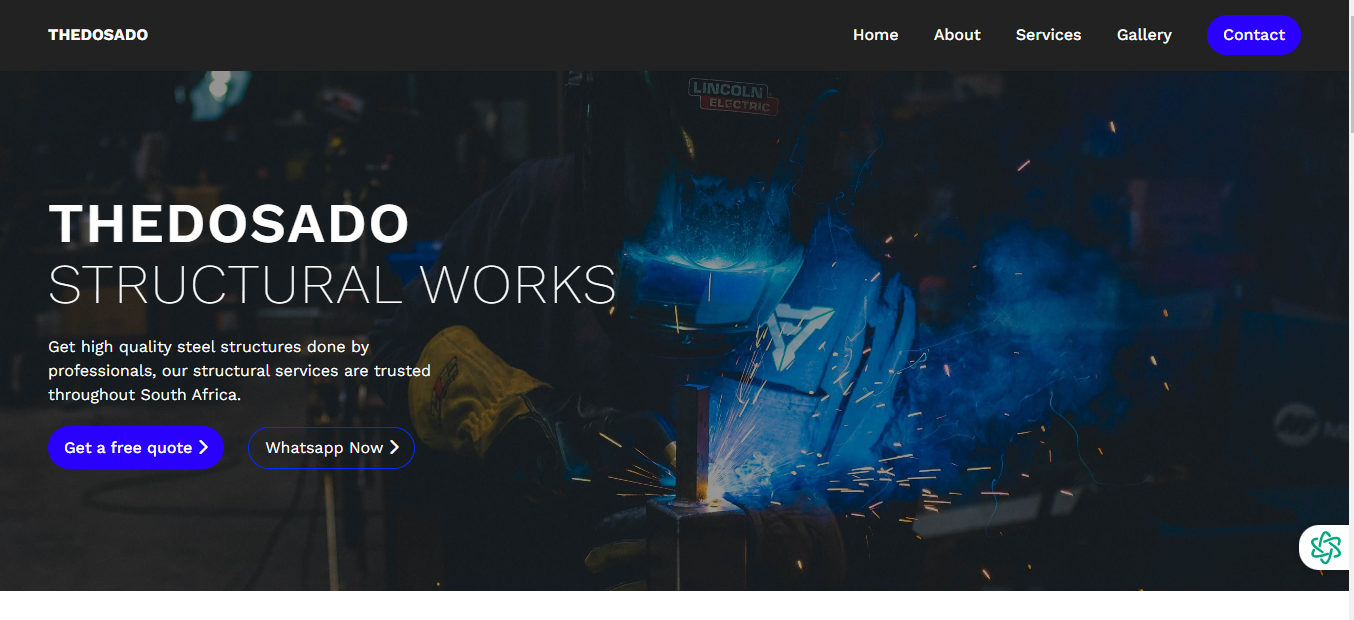 THEDOSADO
Home
About
Services
Gallery
Contact
LINCOLN
ELECTRIC
THEDOSADO
STRUCTURAL WORKS
Get high quality steel structures done by
professionals, our structural services are trusted
throughout South Africa.
Get a free quote
Whatsapp Now